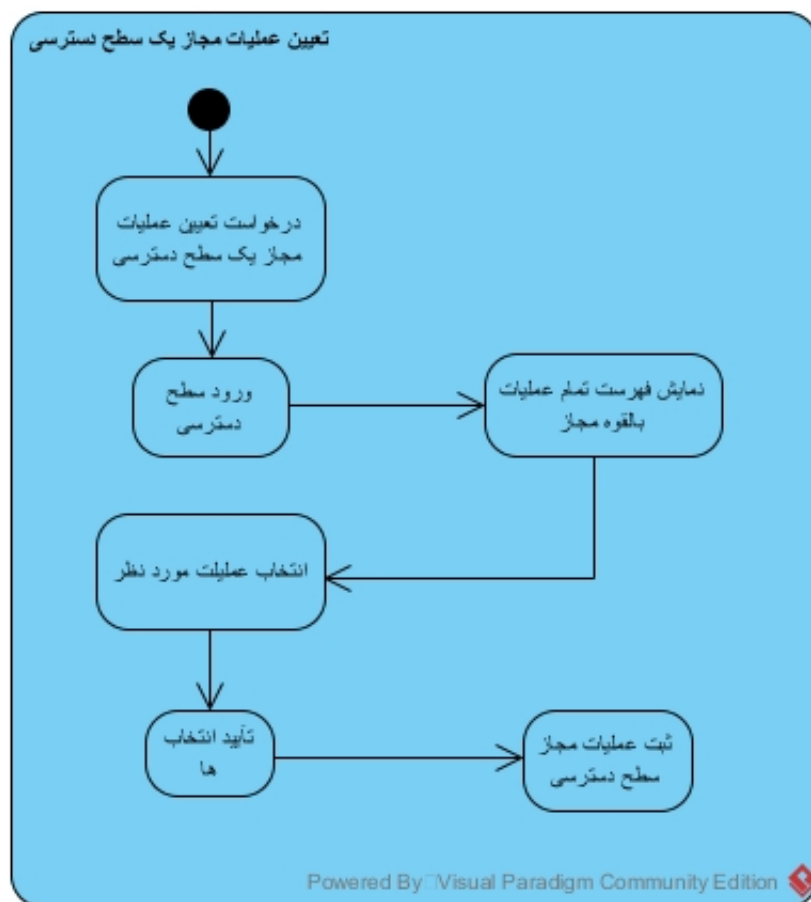 تعیین عملیات مجاز یک سطح دسترسی
درخواست تعیین عملیات
مجاز یک سطح دسترسی
ورود سطح
دسترسی
نمایش فهرست تمام عملیات
بالقوه مجاز
انتخاب عملیلت مورد نظر
تأیید انتخاب
ها
ثبت عملیات مجاز
سطح دسترسی
Powered By Visual Paradigm Community Edition